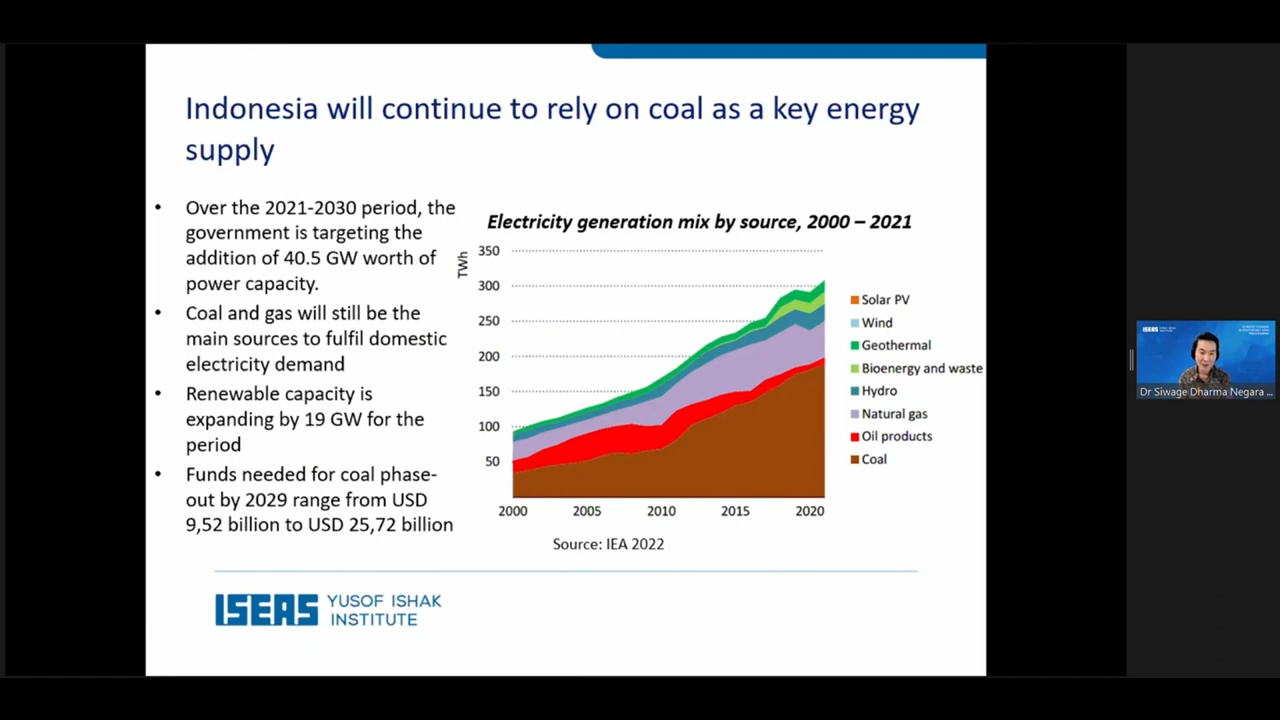 Indonesia will continue to rely on coal as a key energy
supply
• Over the 2021-2030 period, the
government is targeting the
addition of 40.5 GW worth of
power capacity.
• Coal and gas will still be the
main sources to fulfil domestic
electricity demand
• Renewable capacity is
expanding by 19 GW for the
period
• Funds needed for coal phase-
out by 2029 range from USD
9,52 billion to USD 25,72 billion
Electricity generation mix by source, 2000 – 2021
TWh
350
300
250
200
150
100
50
2000 2005 2010 2015 2020
Solar PV
Wind
Geothermal
Bioenergy and waste
Hydro
Natural gas
Oil products
Coal
Source: IEA 2022
ISEAS YUSOF ISHAK
INSTITUTE
ISEAS
Dr Siwage Dharma Negara ...